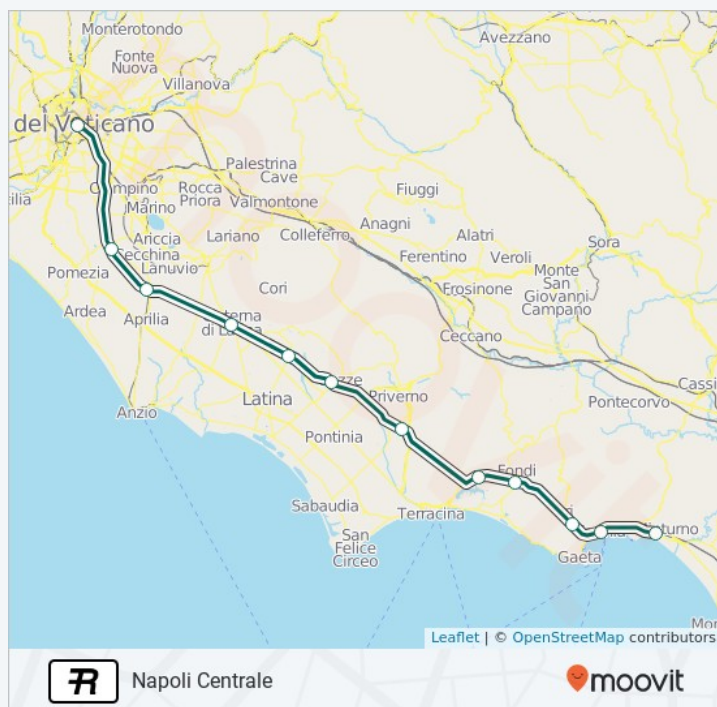 Monterotondo
Avezzano
Fonte
Nuova
Villanova
del Vaticano
Palestrina
Cave
Fiuggi
Ciampino
Rocca
Priora
Valmontone
Marino
Anagni
Alatri
Sora
Ariccia
Lariano
Colleferro
Secchina
Ferentino
Veroli
Pomezia
Lanuvio
Monte
San
Giovanni
Campano
Cori
Frosinone
Ardea
Aprilia
Ceccano
Cassi
Latina
Priverno
Pontecorvo
Anzio
Pontinia
Fondi
Sabaudia
Terracina
San
Felice
Circeo
Gaeta
Leaflet | © OpenStreetMap contributors
R Napoli Centrale
moovit